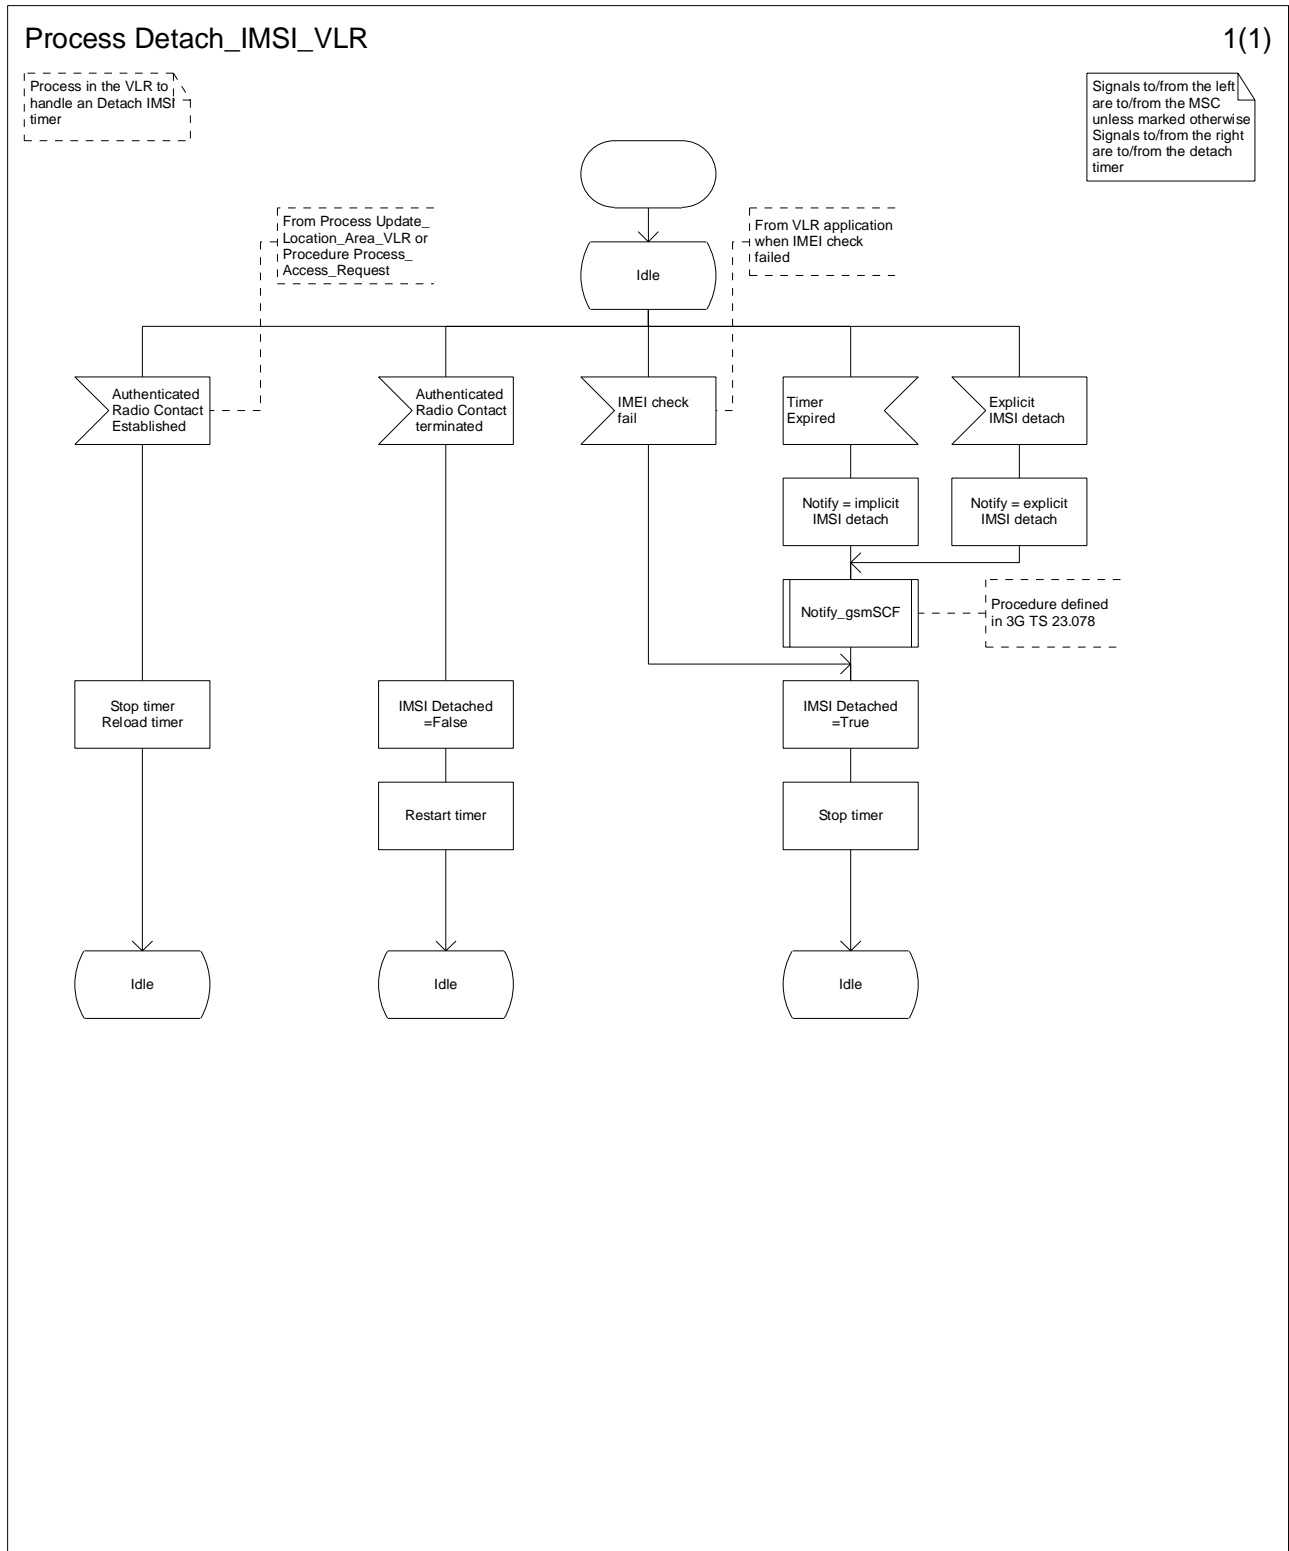 Process Detach_IMSI_VLR
1(1)
Process in the VLR to
handle an Detach IMSI
timer
Signals to/from the left
are to/from the MSC
unless marked otherwise
Signals to/from the right
are to/from the detach
timer
From Process Update_
Location_Area_VLR or
Procedure Process_
Access_Request
From VLR application
when IMEI check
failed
Idle
Authenticated
Radio Contact
Established
Authenticated
Radio Contact
terminated
IMEI check
fail
Timer
Expired
Explicit
IMSI detach
Notify = implicit
IMSI detach
Notify = explicit
IMSI detach
Notify_gsmSCF
Procedure defined
in 3G TS 23.078
Stop timer
Reload timer
IMSI Detached
=False
IMSI Detached
=True
Restart timer
Stop timer
Idle
Idle
Idle